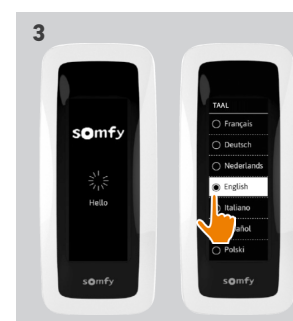 3
somfy
Hello
somfy
TAAL
Français
Deutsch
Nederlands
English
Italiano
Polski
somfy